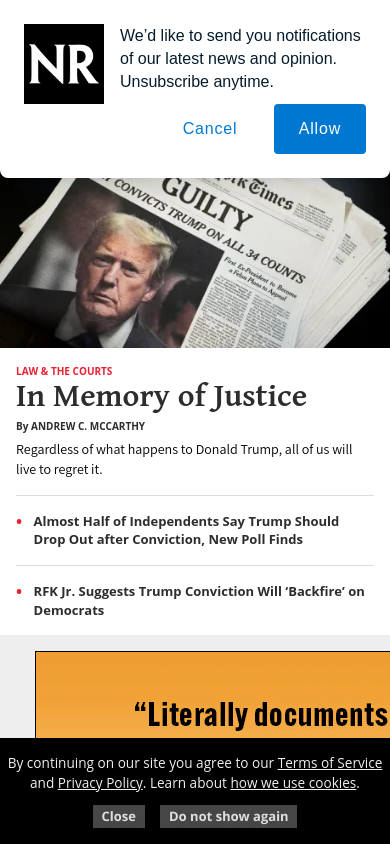 NR
We’d like to send you notifications
of our latest news and opinion.
Unsubscribe anytime.
Cancel
Allow
York Times
GUILTY
CONVICTS TRUMP ON ALL 34 COUNTS
First Ex-President to Become
a Felon Plans to Appeal
LAW & THE COURTS
In Memory of Justice
By ANDREW C. MCCARTHY
Regardless of what happens to Donald Trump, all of us will
live to regret it.
• Almost Half of Independents Say Trump Should
Drop Out after Conviction, New Poll Finds
• RFK Jr. Suggests Trump Conviction Will ‘Backfire’ on
Democrats
“Literally documents
By continuing on our site you agree to our Terms of Service
and Privacy Policy. Learn about how we use cookies.
Close
Do not show again